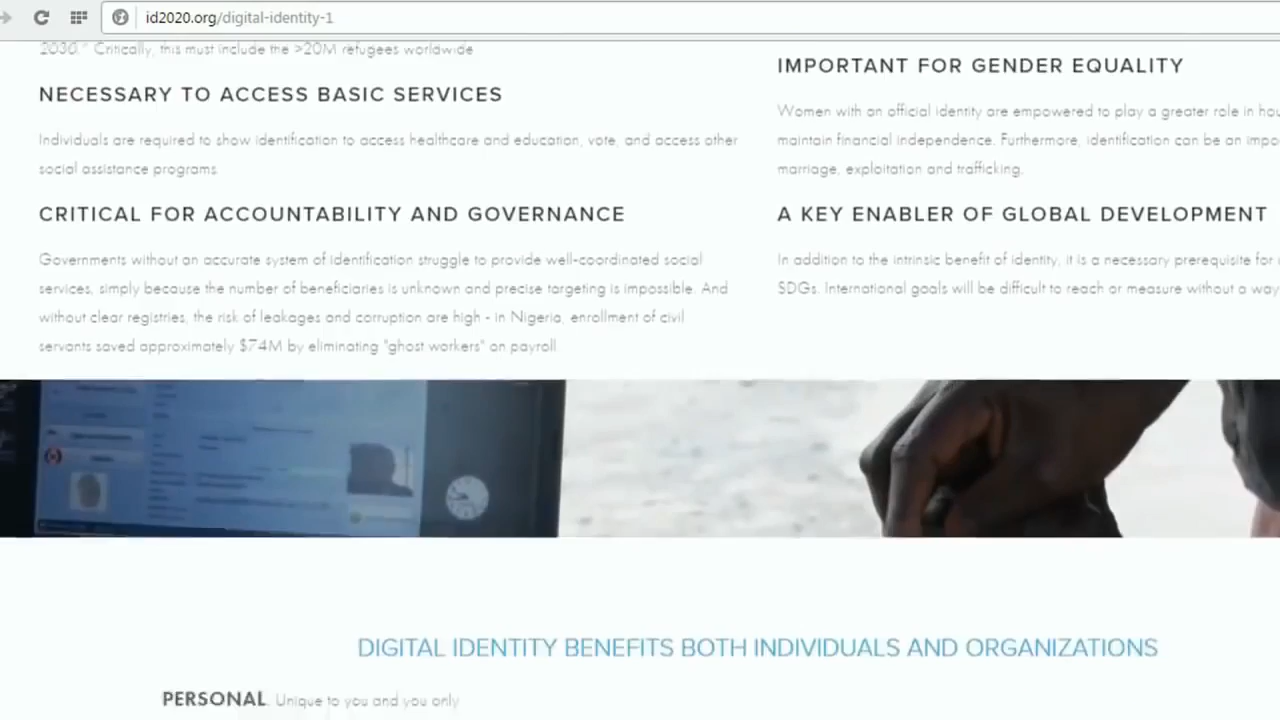 id2020.org/digital-identity-1
2030." Critically, this must include the >20M refugees worldwide
NECESSARY TO ACCESS BASIC SERVICES
Individuals are required to show identification to access healthcare and education, vote, and access other
social assistance programs.
CRITICAL FOR ACCOUNTABILITY AND GOVERNANCE
Governments without an accurate system of identification struggle to provide well-coordinated social
services, simply because the number of beneficiaries is unknown and precise targeting is impossible. And
without clear registries, the risk of leakages and corruption are high - in Nigeria, enrollment of civil
servants saved approximately $74M by eliminating "ghost workers" on payroll
IMPORTANT FOR GENDER EQUALITY
Women with an official identity are empowered to play a greater role in
maintain financial independence. Furthermore, identification can be an
marriage, exploitation and trafficking.
A KEY ENABLER OF GLOBAL DEVELOPMENT
In addition to the intrinsic benefit of identity, it is a necessary prerequisite for
SDGs. International goals will be difficult to reach or measure without a way
DIGITAL IDENTITY BENEFITS BOTH INDIVIDUALS AND ORGANIZATIONS
PERSONAL. Unique to you and you only